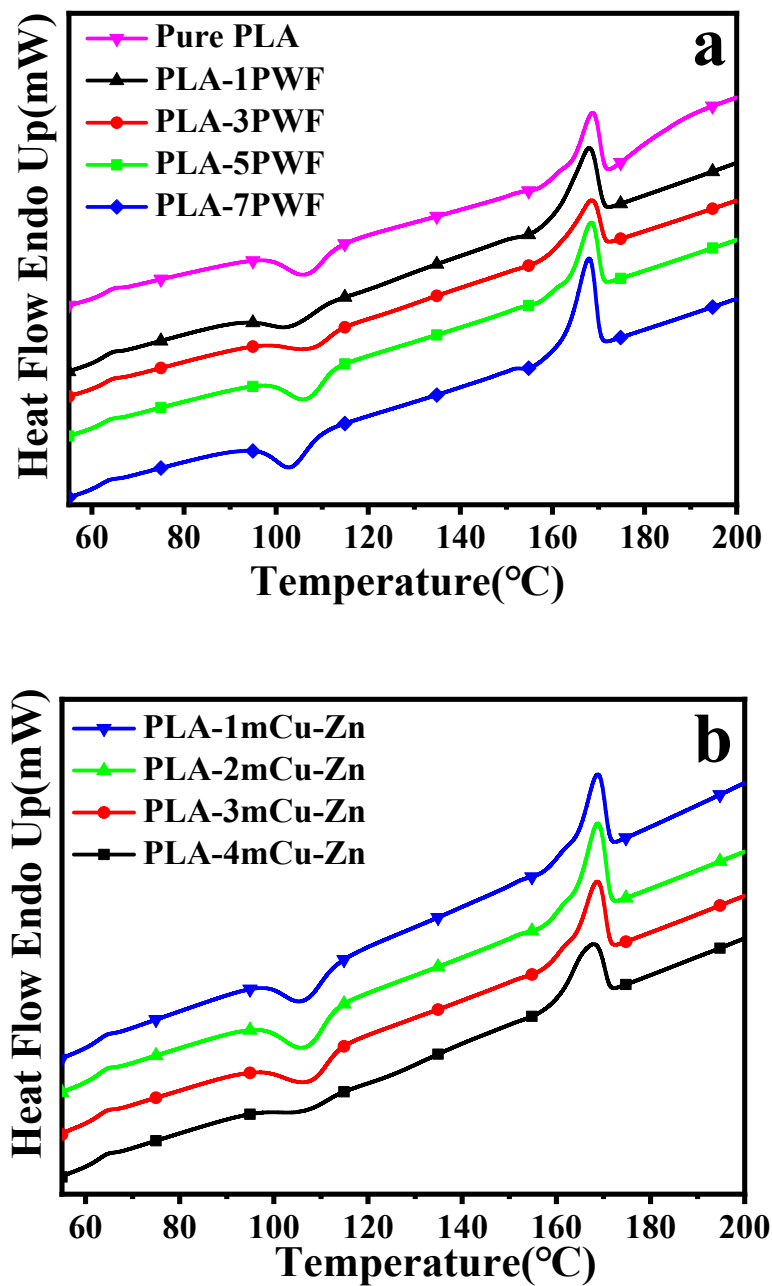 a
Pure PLA
PLA-1PWF
PLA-3PWF
PLA-5PWF
PLA-7PWF
Heat Flow Endo Up(mW)
60 80 100 120 140 160 180 200
Temperature(°C)
b
PLA-1mCu-Zn
PLA-2mCu-Zn
PLA-3mCu-Zn
PLA-4mCu-Zn
Heat Flow Endo Up(mW)
60 80 100 120 140 160 180 200
Temperature(°C)